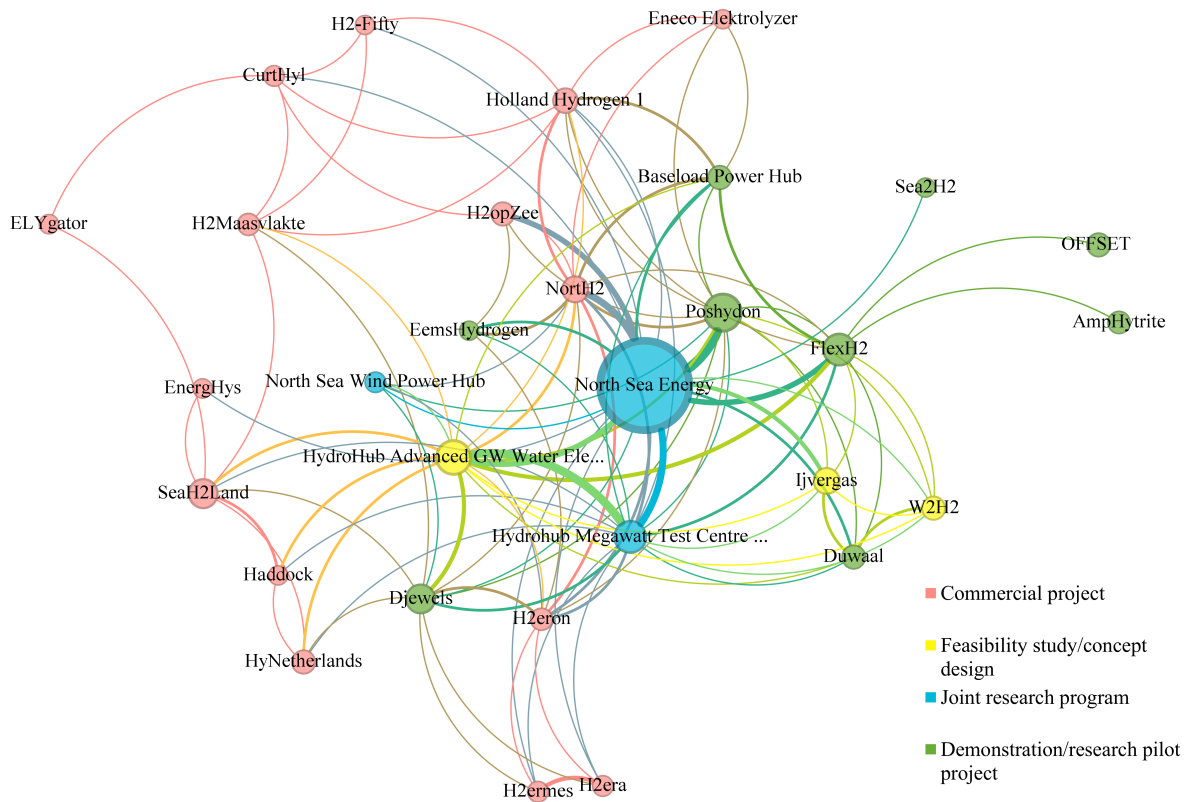 H2-Fifty
Eneco Elektrolyzer
CurtHyl
Holland Hydrogen 1
Baseload Power Hub
Sea2H2
ELYgator
H2Maasvlakte
H2opZee
OFFSET
NortH2
Poshydon
EemsHydrogen
AmpHytrite
FlexH2
North Sea Wind Power Hub
EnergHys
North Sea Energy
HydroHub Advanced GW Water Ele...
Ijvergas
SeaH2Land
W2H2
Hydrohub Megawatt Test Centre ...
Duwaal
Haddock
Djewels
H2eron
HyNetherlands
H2ermes
H2era
Commercial project
Feasibility study/concept
design
Joint research program
Demonstration/research pilot
project